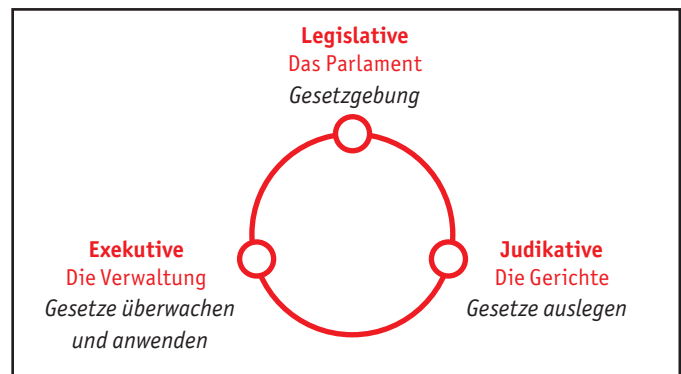 Legislative
Das Parlament
Gesetzgebung
Exekutive
Die Verwaltung
Gesetze überwachen
und anwenden
Judikative
Die Gerichte
Gesetze auslegen